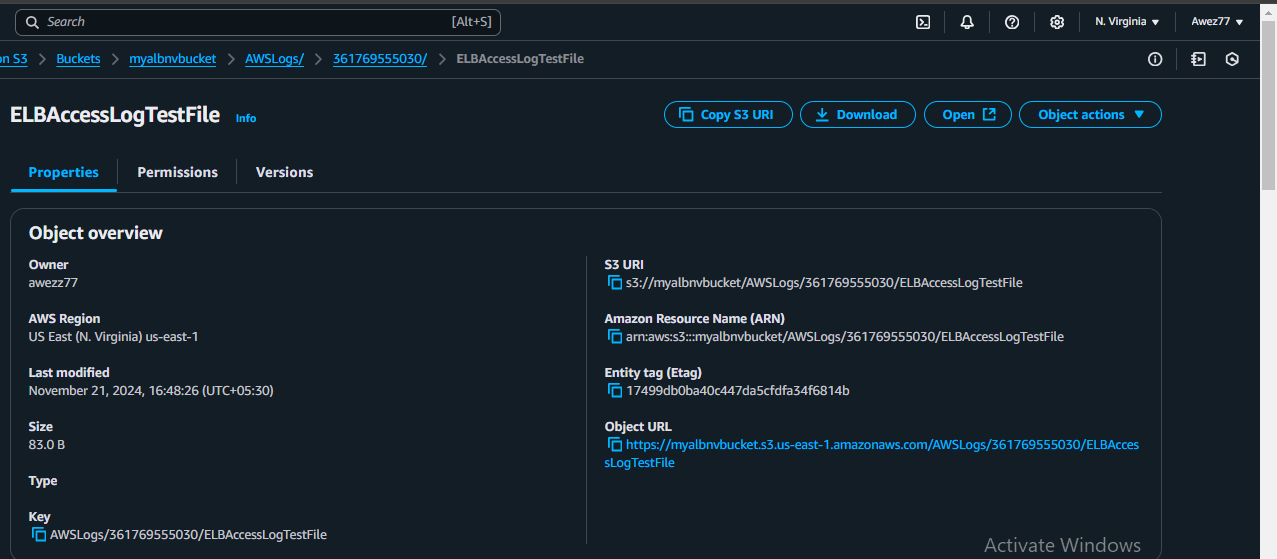 Search [Alt+S] N. Virginia Awez77
on S3 Buckets myalbnvbucket AWSLogs/ 361769555030/ ELBAccessLogTestFile
ELBAccessLogTestFile Info Copy S3 URI Download Open Object actions
Properties Permissions Versions
Object overview
Owner
awezz77
AWS Region
US East (N. Virginia) us-east-1
Last modified
November 21, 2024, 16:48:26 (UTC+05:30)
Size
83.0 B
Type
Key
AWSLogs/361769555030/ELBAccessLogTestFile
S3 URI
s3://myalbnvbucket/AWSLogs/361769555030/ELBAccessLogTestFile
Amazon Resource Name (ARN)
arn:aws:s3:::myalbnvbucket/AWSLogs/361769555030/ELBAccessLogTestFile
Entity tag (Etag)
17499db0ba40c447da5cfdfa34f6814b
Object URL
https://myalbnvbucket.s3.us-east-1.amazonaws.com/AWSLogs/361769555030/ELBAcces
sLogTestFile
Activate Windows